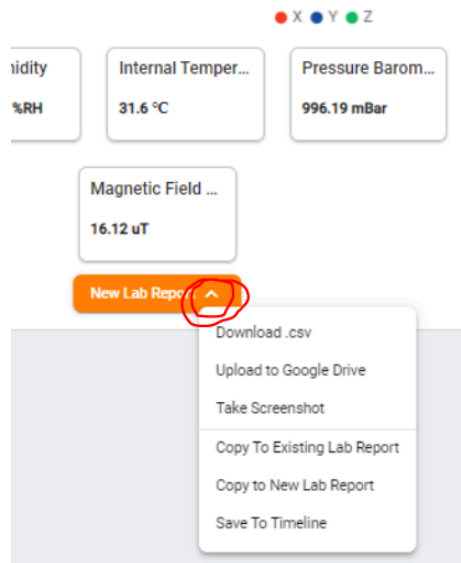 X Y Z
nidity
Internal Temper...
Pressure Barom...
%RH
31.6 °C
996.19 mBar
Magnetic Field ...
16.12 uT
New Lab Report
Download .csv
Upload to Google Drive
Take Screenshot
Copy To Existing Lab Report
Copy to New Lab Report
Save To Timeline